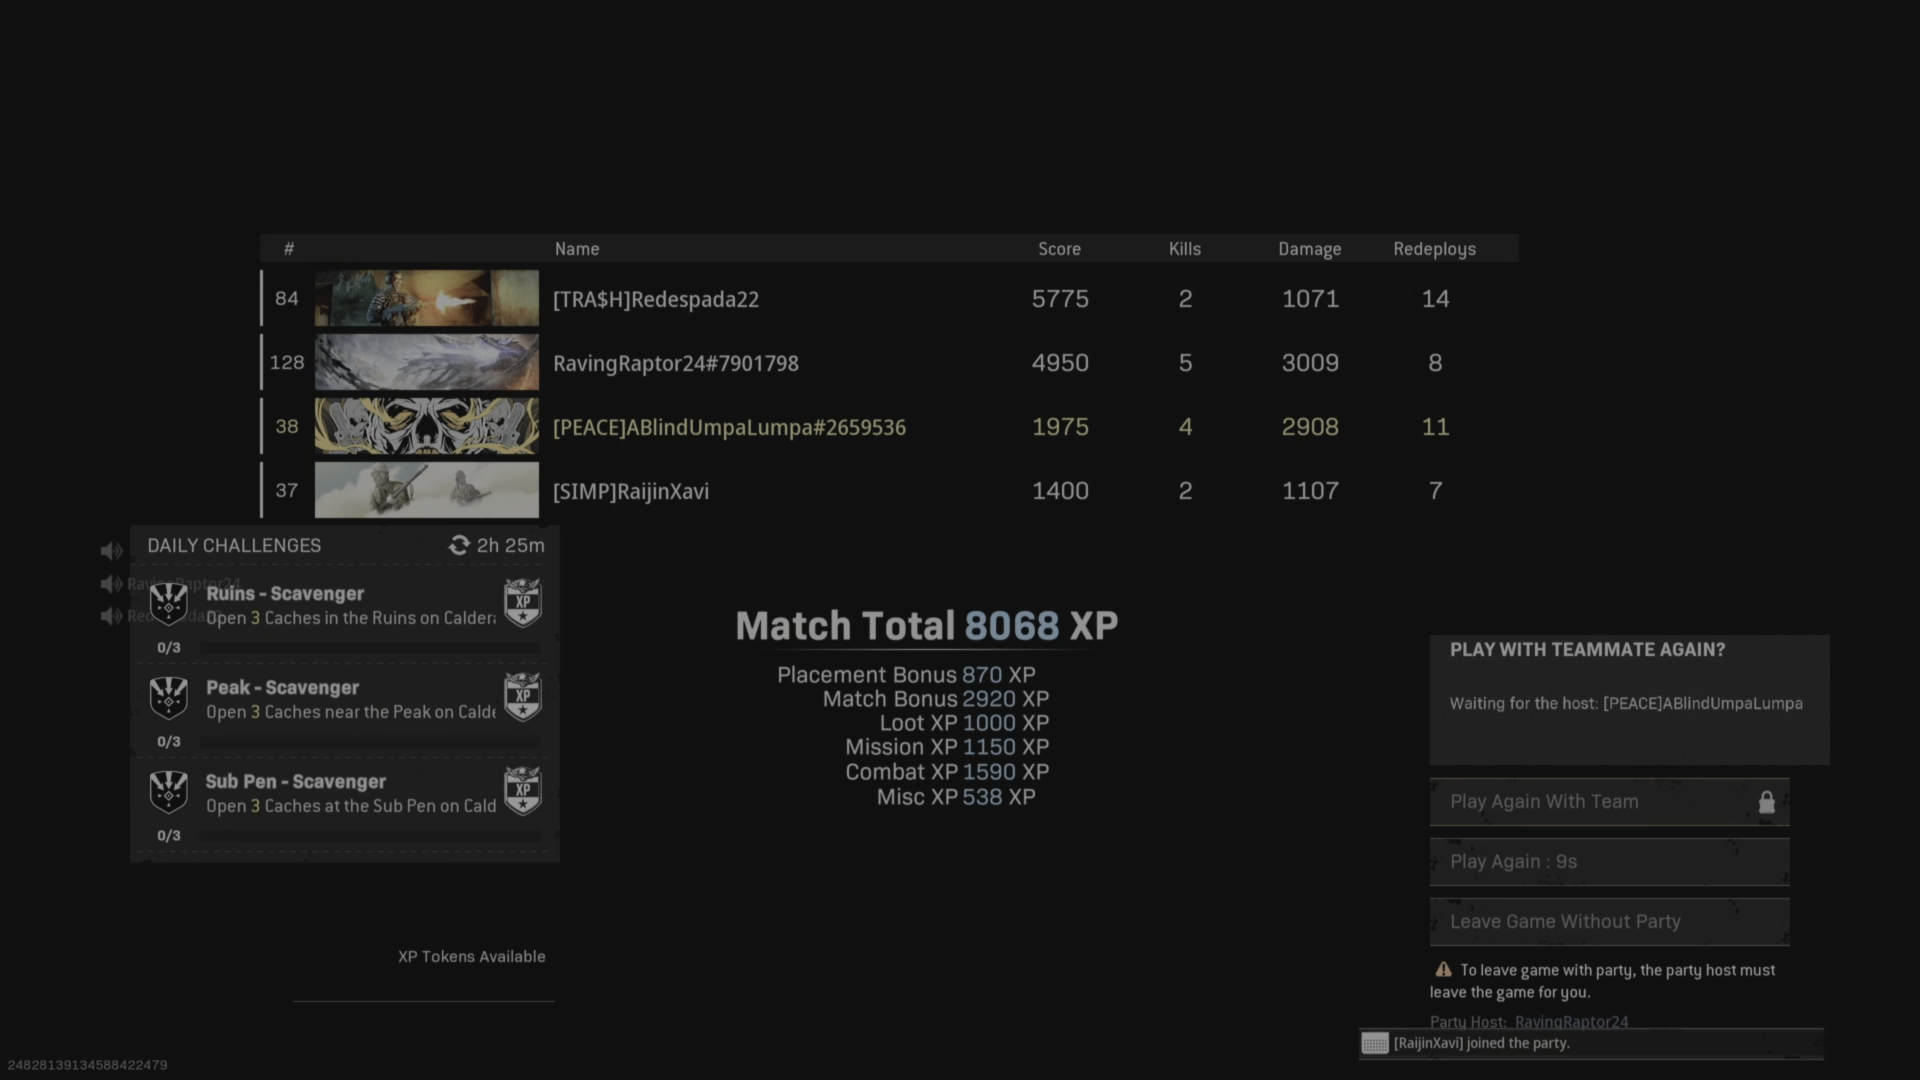 # Name Score Kills Damage Redeploys
84 [TRA$H]Redespada22 5775 2 1071 14
128 RavingRaptor24#7901798 4950 5 3009 8
38 [PEACE]ABlindUmpaLumpa#2659536 1975 4 2908 11
37 [SIMP]RaijinXavi 1400 2 1107 7
DAILY CHALLENGES 2h 25m
Ruins - Scavenger
Open 3 Caches in the Ruins on Caldera
XP
0/3
Peak - Scavenger
Open 3 Caches near the Peak on Calde
XP
0/3
Sub Pen - Scavenger
Open 3 Caches at the Sub Pen on Cald
XP
0/3
XP Tokens Available
Match Total 8068 XP
Placement Bonus 870 XP
Match Bonus 2920 XP
Loot XP 1000 XP
Mission XP 1150 XP
Combat XP 1590 XP
Misc XP 538 XP
PLAY WITH TEAMMATE AGAIN?
Waiting for the host: [PEACE]ABlindUmpaLumpa
Play Again With Team
Play Again : 9s
Leave Game Without Party
To leave game with party, the party host must
leave the game for you.
Party Host: RavingRaptor24
[RaijinXavi] joined the party.
24828139134588422479